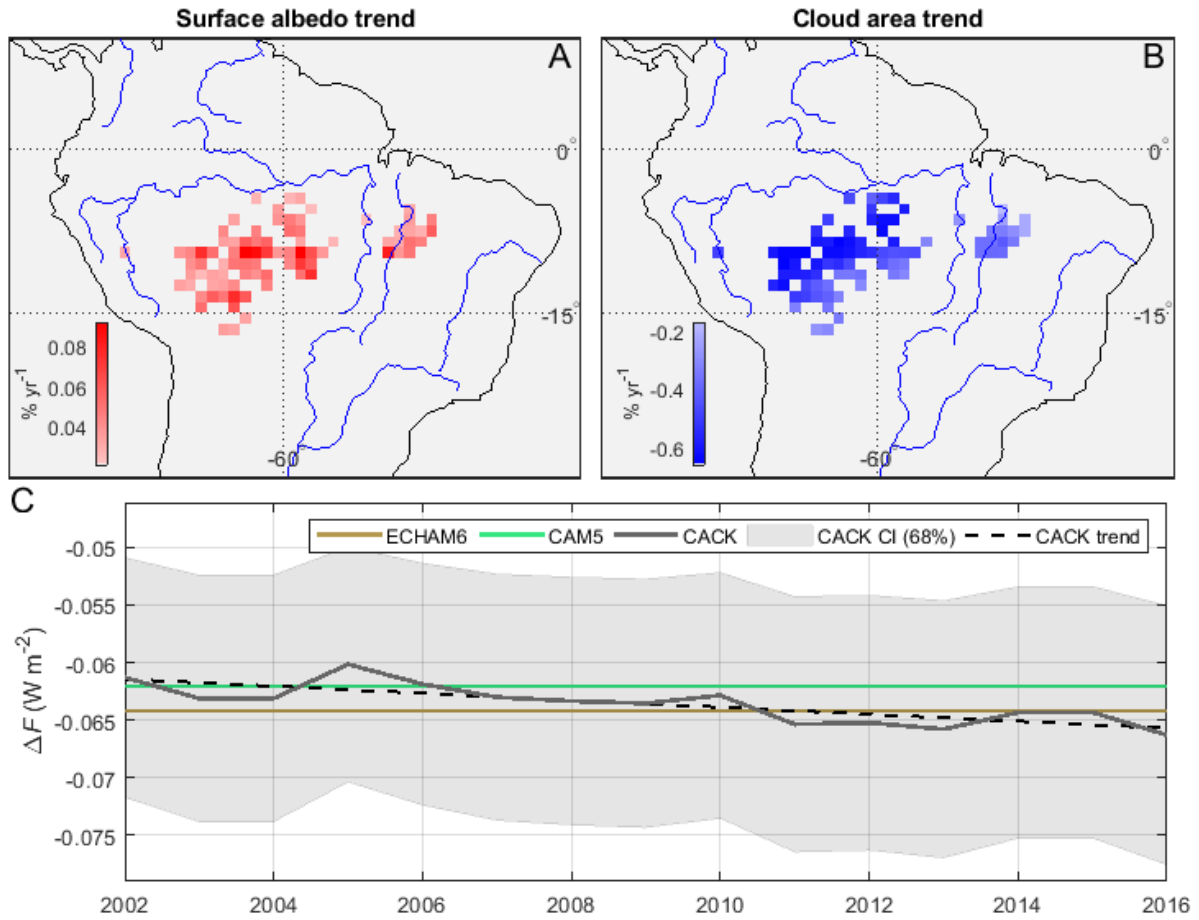 Surface albedo trend
Cloud area trend
A
B
0°
0°
-15°
-15°
0.08
0.06
0.04
% yr⁻¹
-60°
-0.2
-0.4
-0.6
% yr⁻¹
-60°
C
ECHAM6 CAM5 CACK CACK CI (68%) CACK trend
-0.05
-0.055
-0.06
-0.065
-0.07
-0.075
ΔF (W m⁻²)
2002 2004 2006 2008 2010 2012 2014 2016